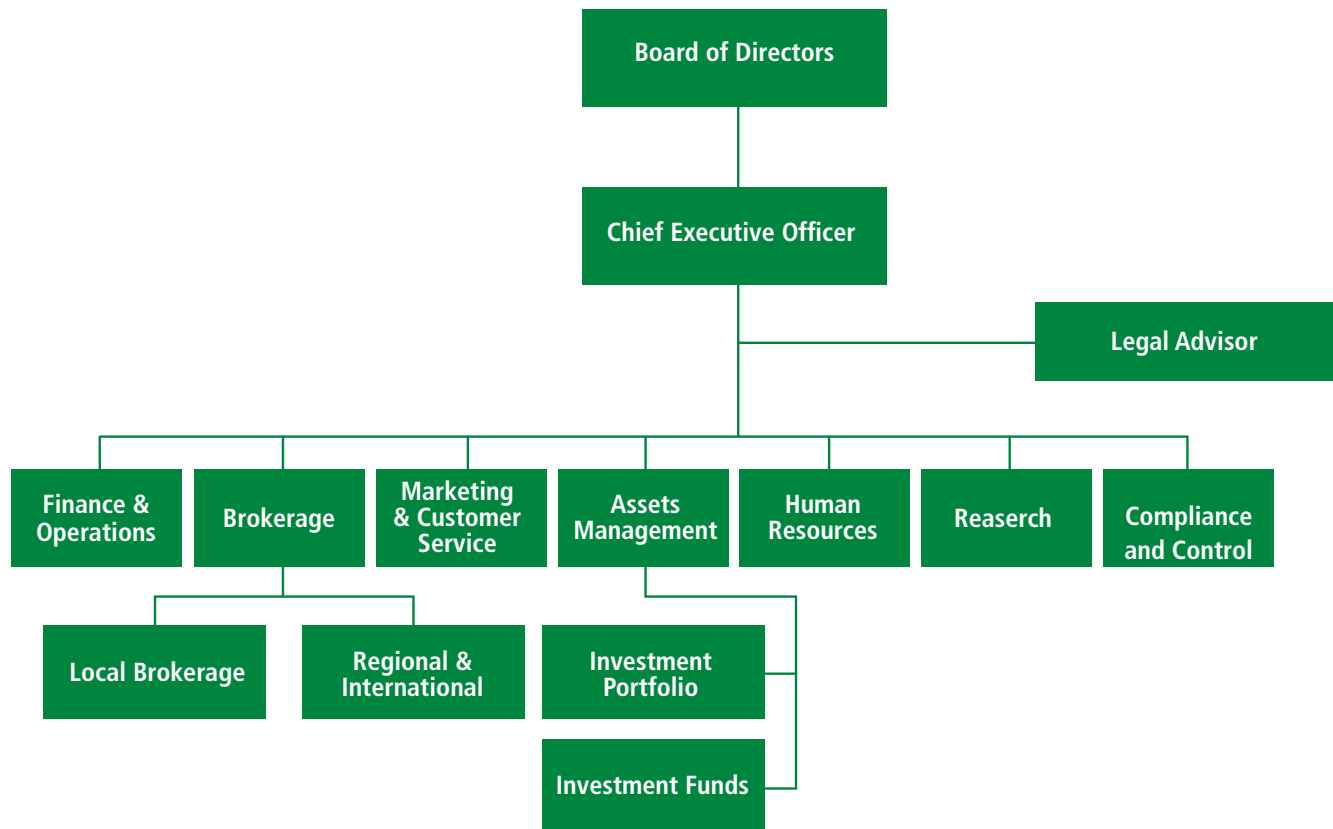 Board of Directors
Chief Executive Officer
Legal Advisor
Finance &
Operations
Brokerage
Marketing
& Customer
Service
Assets
Management
Human
Resources
Reaserch
Compliance
and Control
Local Brokerage
Regional &
International
Investment
Portfolio
Investment Funds